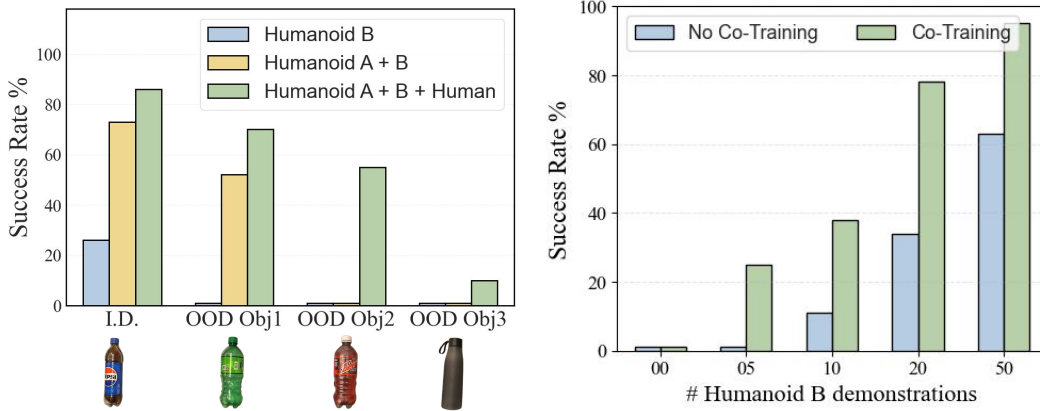 Success Rate %
100
80
60
40
20
0
Humanoid B
Humanoid A + B
Humanoid A + B + Human
I.D.
OOD Obj1
OOD Obj2
OOD Obj3
pepsi
Success Rate %
100
80
60
40
20
0
No Co-Training
Co-Training
00
05
10
20
50
# Humanoid B demonstrations